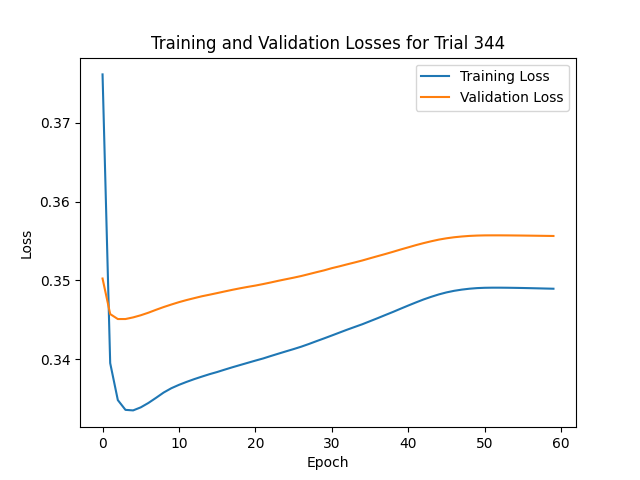 Training and Validation Losses for Trial 344
Training Loss
Validation Loss
0.37
0.36
0.35
0.34
Loss
0 10 20 30 40 50 60
Epoch